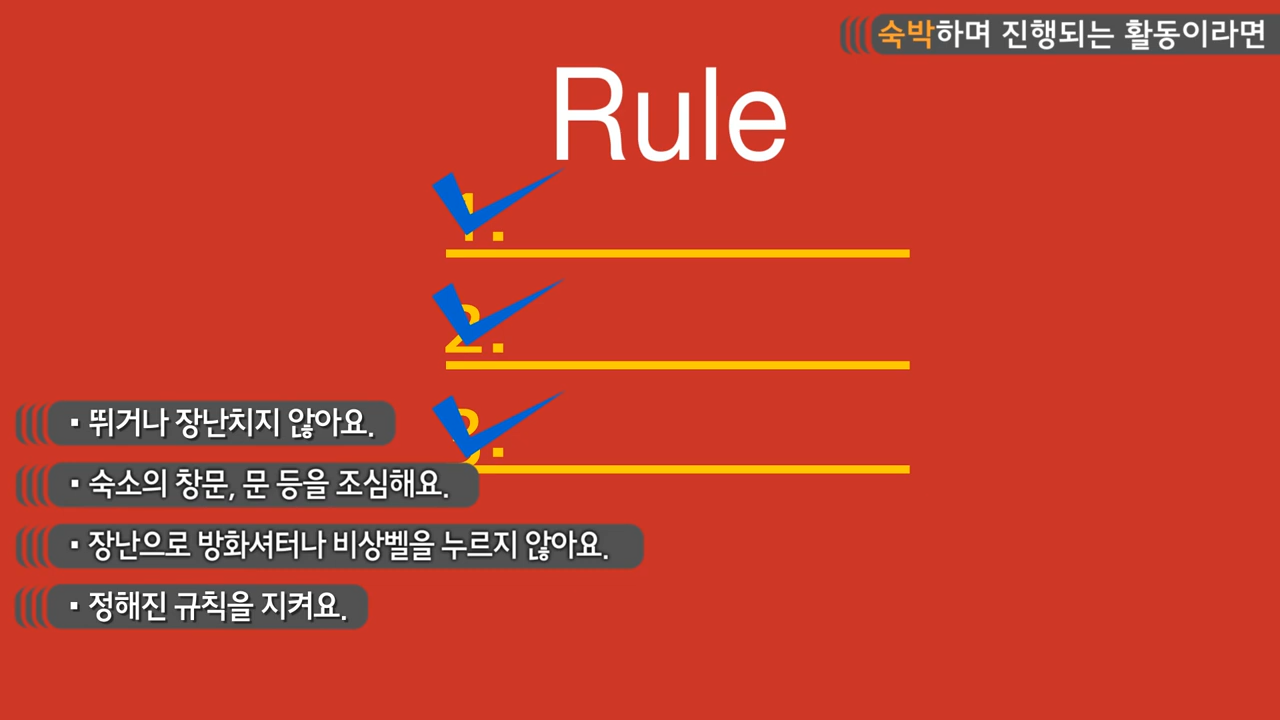 숙박하며 진행되는 활동이라면
Rule
1.
2.
3.
▪ 뛰거나 장난치지 않아요.
▪ 숙소의 창문, 문 등을 조심해요.
▪ 장난으로 방화셔터나 비상벨을 누르지 않아요.
▪ 정해진 규칙을 지켜요.